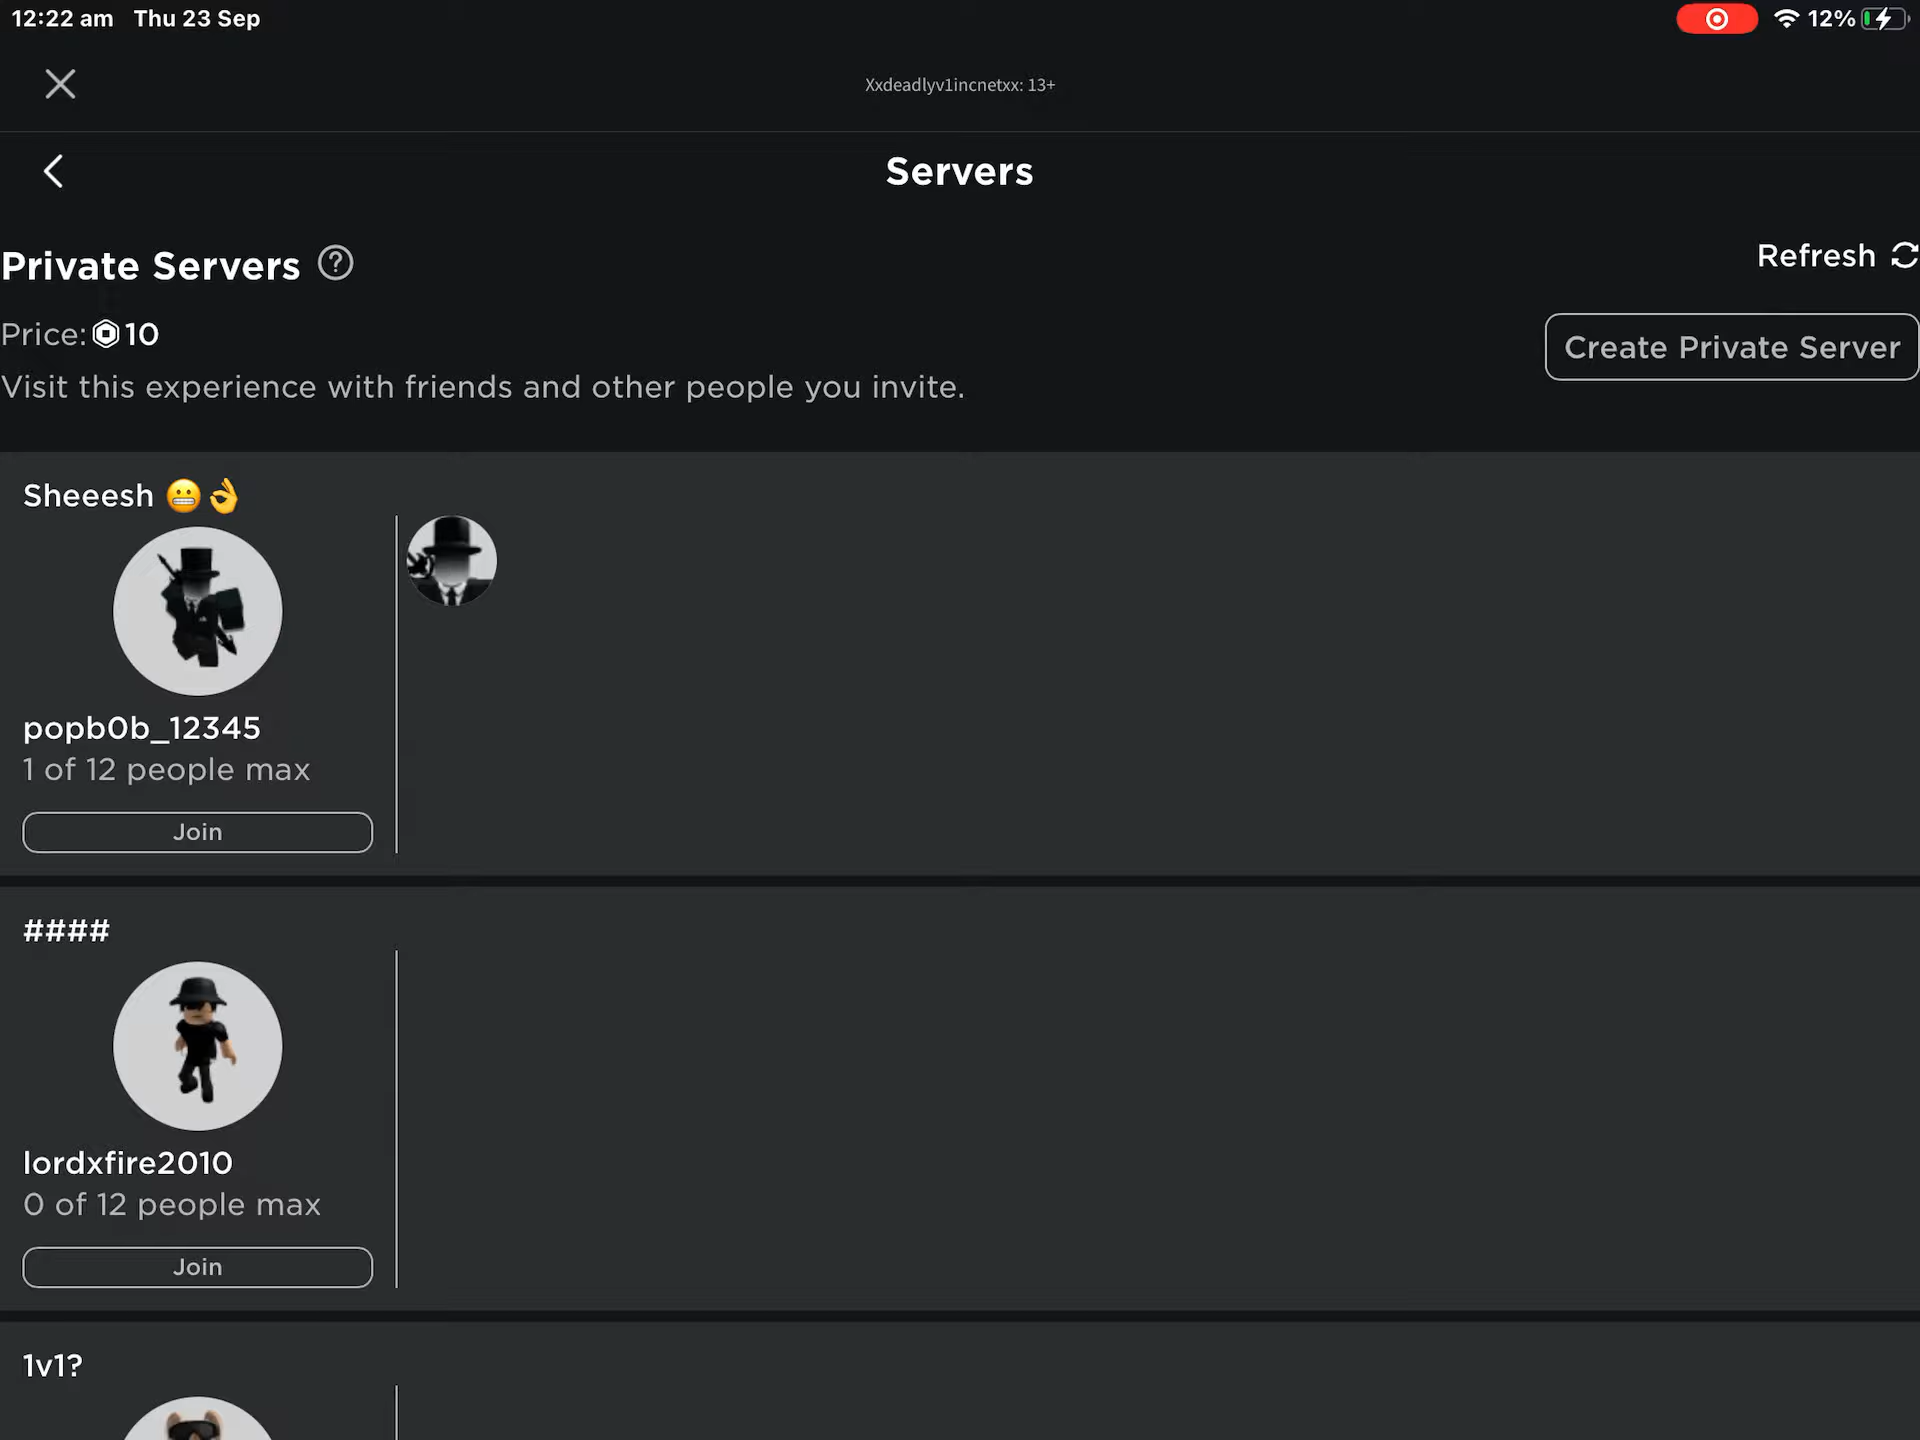 12:22 am Thu 23 Sep
12%
Xxdeadlyv1incnetxx: 13+
Servers
Private Servers ?
Refresh
Price: 10
Create Private Server
Visit this experience with friends and other people you invite.
Sheeesh 😬👌
popb0b_12345
1 of 12 people max
Join
####
lordxfire2010
0 of 12 people max
Join
1v1?